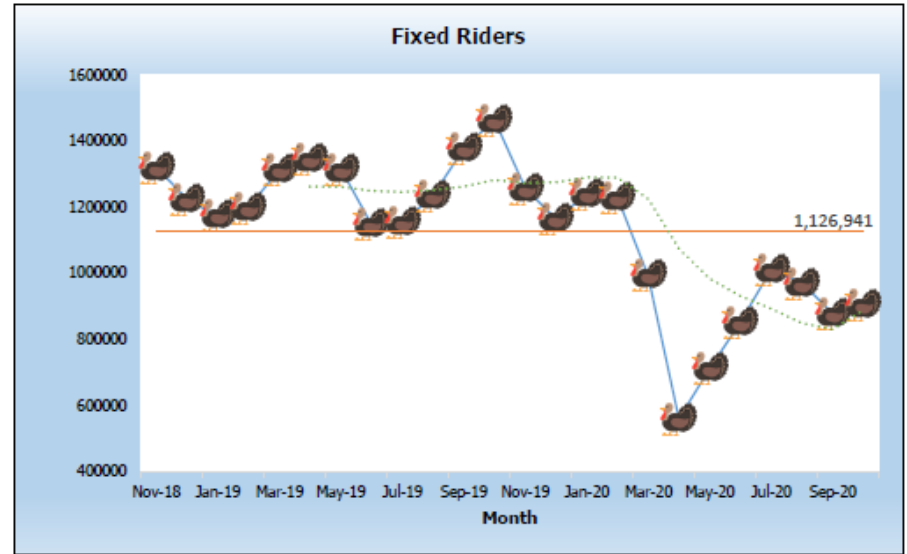 Fixed Riders
1600000
1400000
1200000
1000000
800000
600000
400000
1,126,941
Nov-18 Jan-19 Mar-19 May-19 Jul-19 Sep-19 Nov-19 Jan-20 Mar-20 May-20 Jul-20 Sep-20
Month